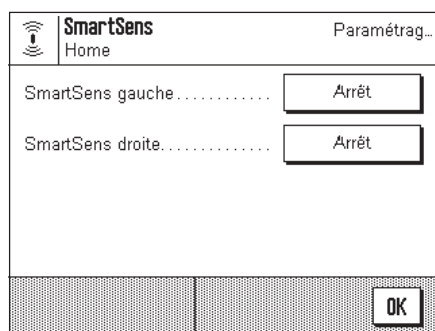 SmartSens Paramétrag…
Home
SmartSens gauche............ Arrêt
SmartSens droite.............. Arrêt
OK